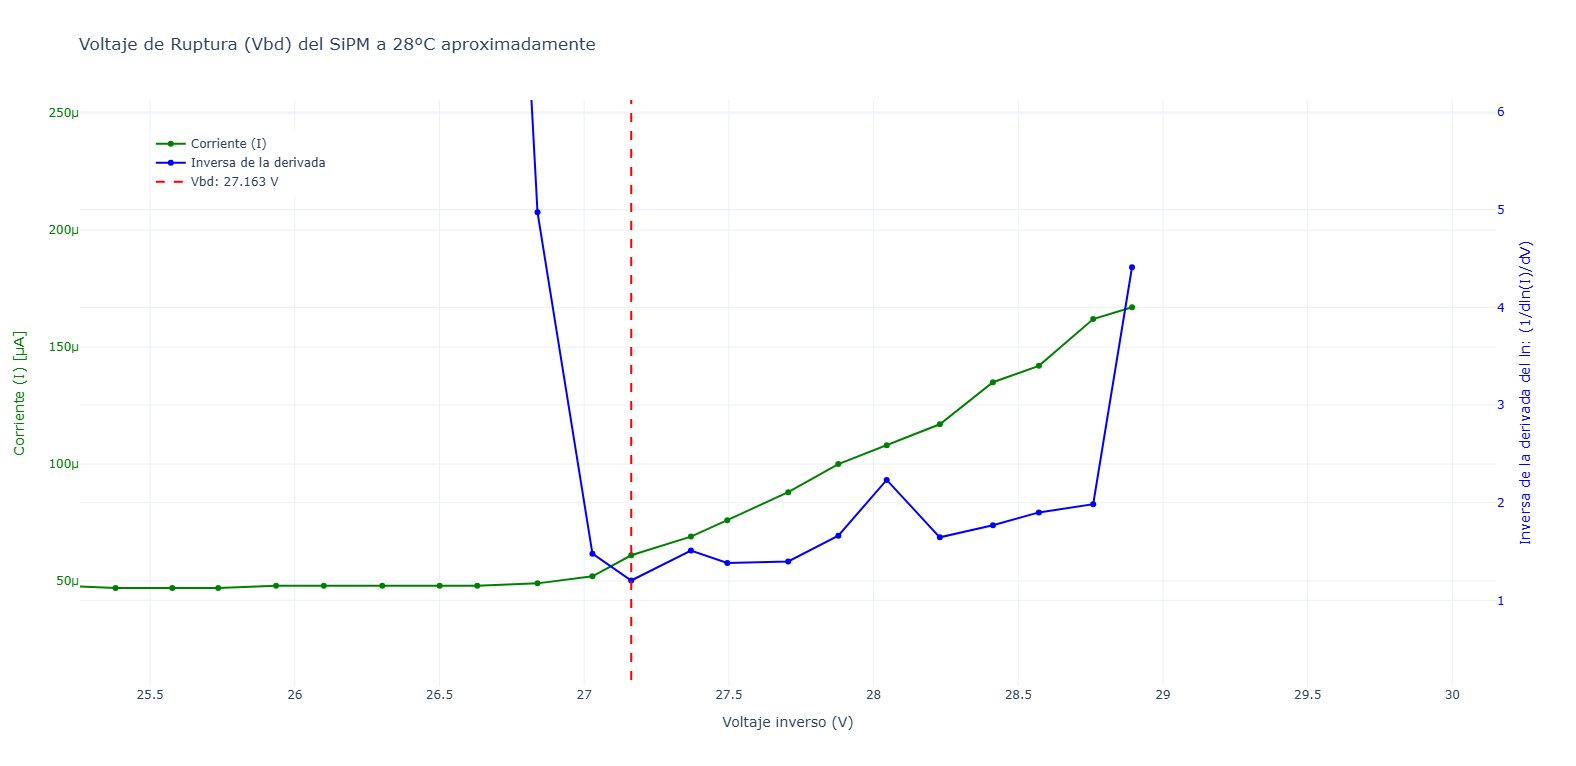 Voltaje de Ruptura (Vbd) del SiPM a 28ºC aproximadamente
Corriente (I)
Inversa de la derivada
Vbd: 27.163 V
250μ
200μ
150μ
100μ
50μ
Corriente (I) [μA]
6
5
4
3
2
1
Inversa de la derivada del ln: (1/dln(I)/dV)
25.5
26
26.5
27
27.5
28
28.5
29
29.5
30
Voltaje inverso (V)